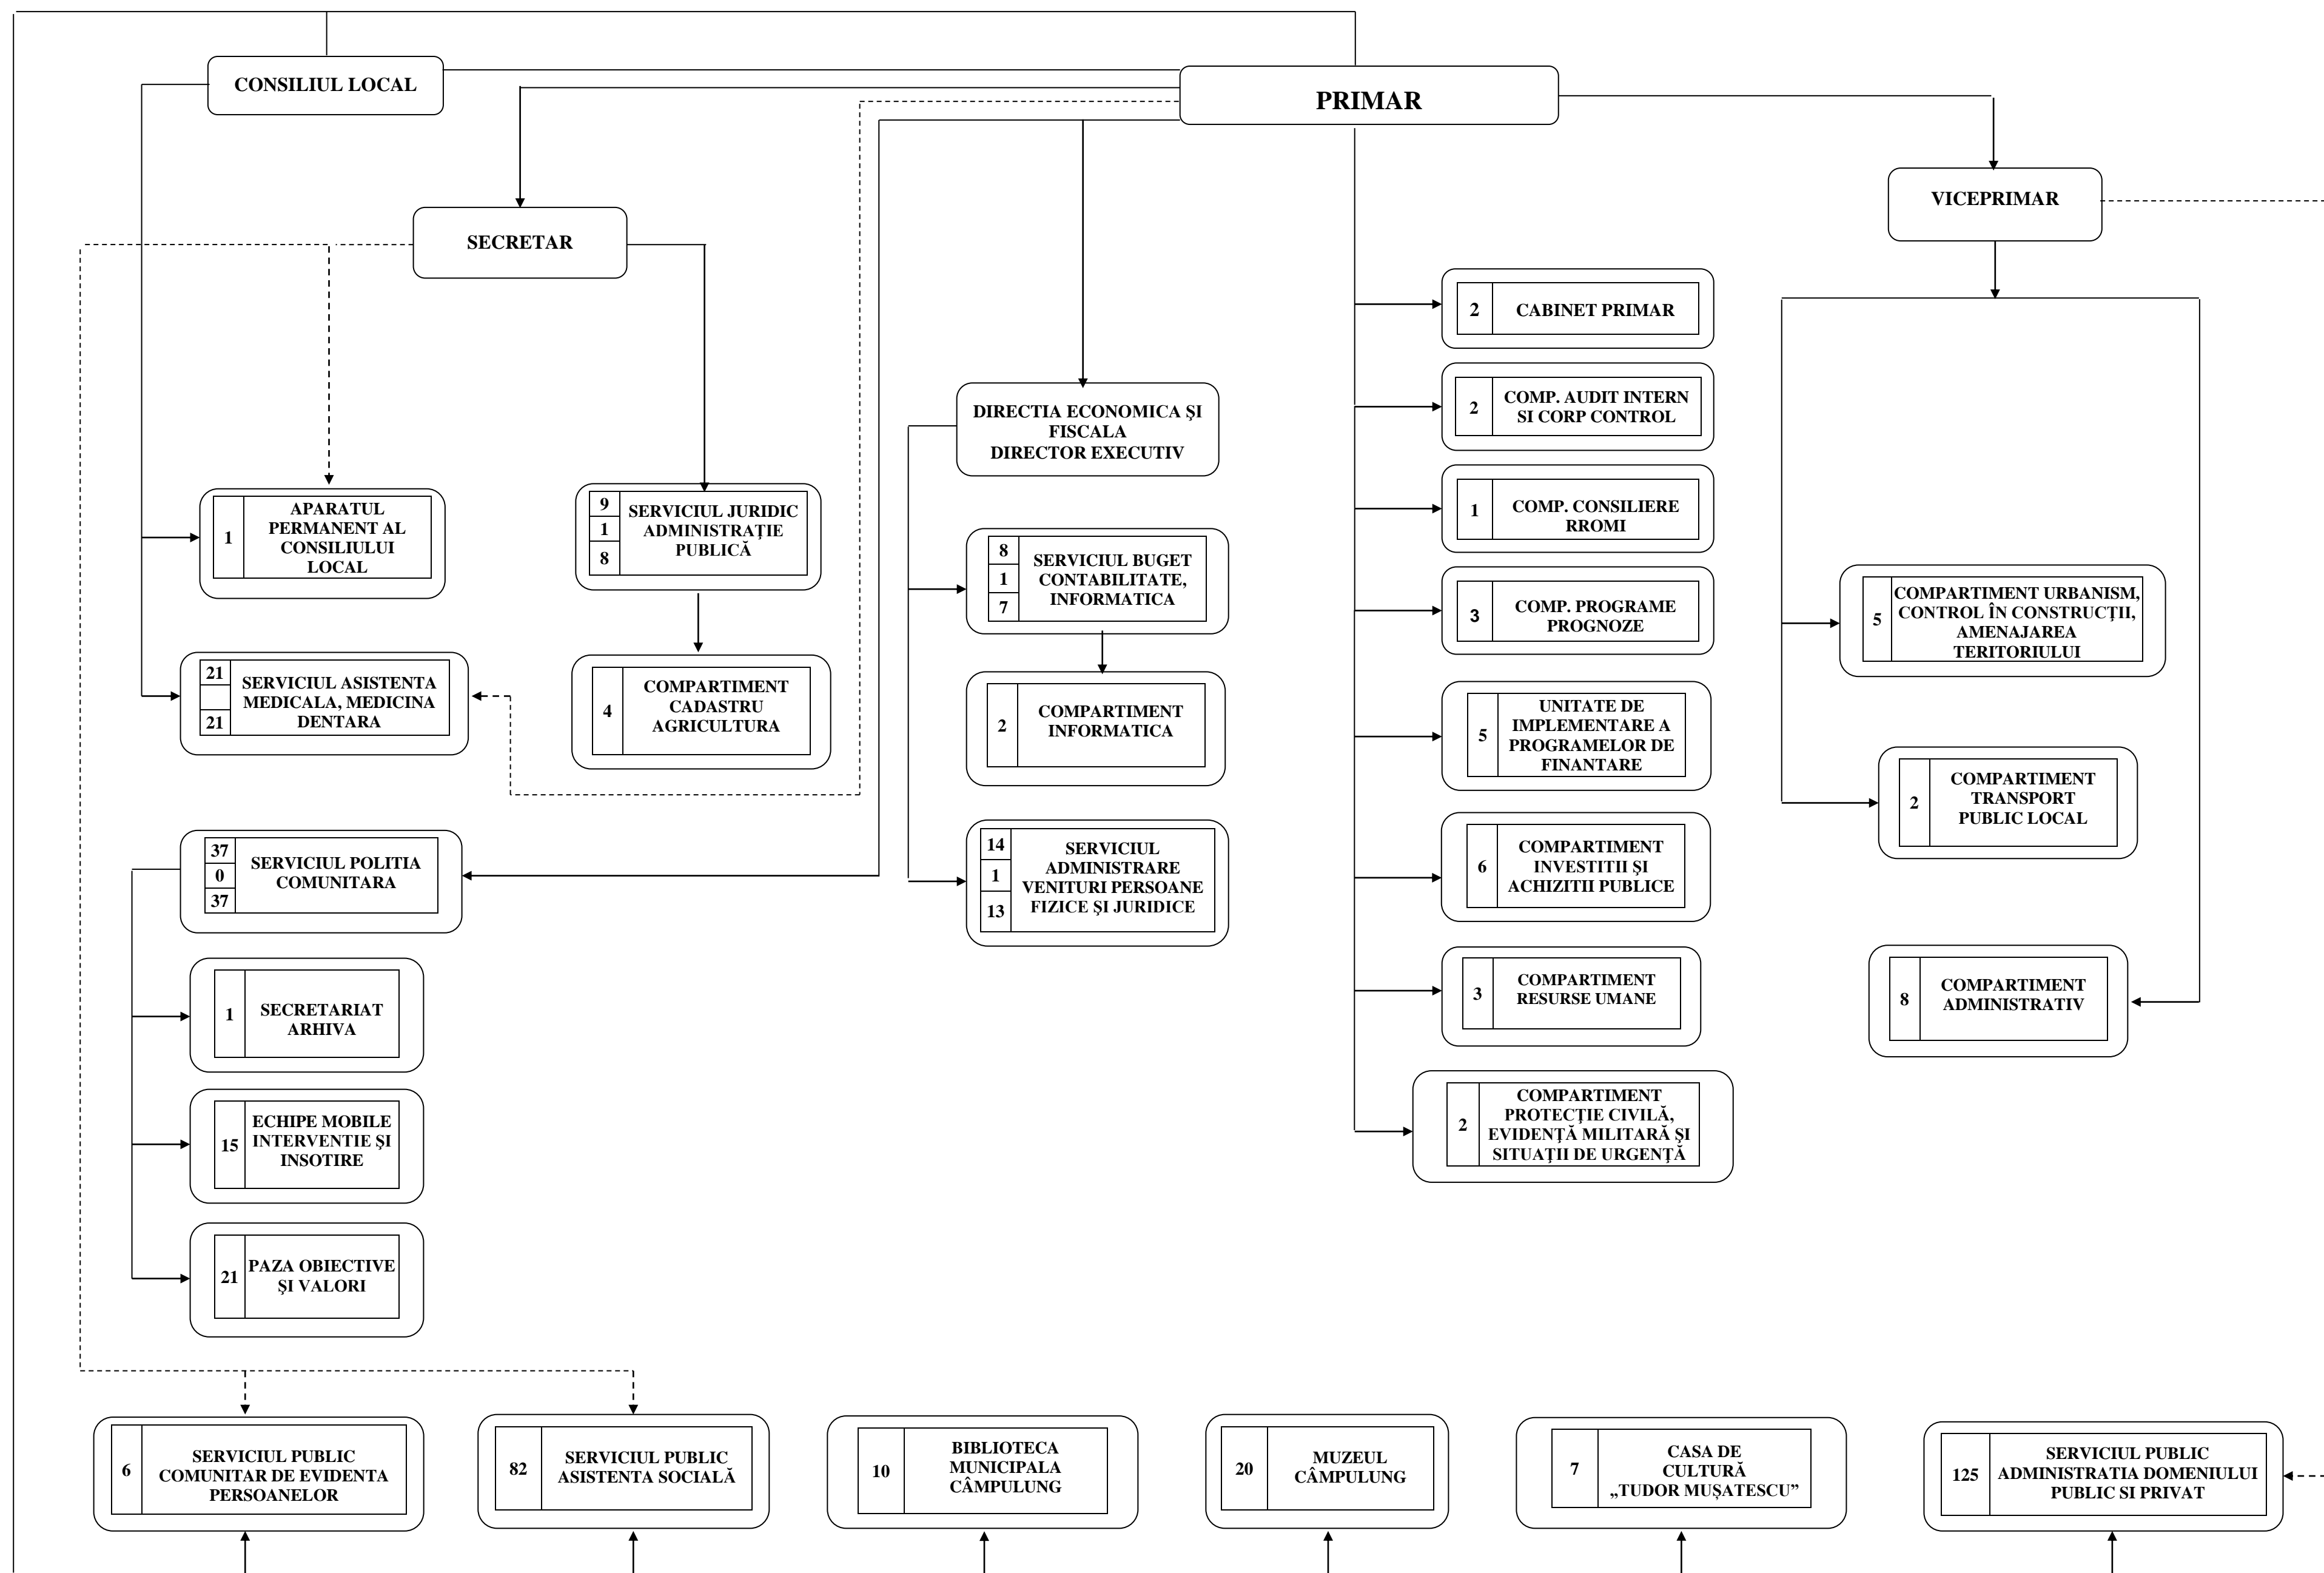 CONSILIUL LOCAL
PRIMAR
VICEPRIMAR
SECRETAR
2
CABINET PRIMAR
2
COMP. AUDIT INTERN
SI CORP CONTROL
DIRECTIA ECONOMICA ŞI
FISCALA
DIRECTOR EXECUTIV
1
APARATUL
PERMANENT AL
CONSILIULUI
LOCAL
9
1
8
SERVICIUL JURIDIC
ADMINISTRAŢIE
PUBLICĂ
1
COMP. CONSILIERE
RROMI
8
1
7
SERVICIUL BUGET
CONTABILITATE,
INFORMATICA
3
COMP. PROGRAME
PROGNOZE
5
COMPARTIMENT URBANISM,
CONTROL ÎN CONSTRUCŢII,
AMENAJAREA
TERITORIULUI
21
21
SERVICIUL ASISTENTA
MEDICALA, MEDICINA
DENTARA
4
COMPARTIMENT
CADASTRU
AGRICULTURA
2
COMPARTIMENT
INFORMATICA
5
UNITATE DE
IMPLEMENTARE A
PROGRAMELOR DE
FINANTARE
2
COMPARTIMENT
TRANSPORT
PUBLIC LOCAL
37
0
37
SERVICIUL POLITIA
COMUNITARA
14
1
13
SERVICIUL
ADMINISTRARE
VENITURI PERSOANE
FIZICE ŞI JURIDICE
6
COMPARTIMENT
INVESTITII ŞI
ACHIZITII PUBLICE
1
SECRETARIAT
ARHIVA
3
COMPARTIMENT
RESURSE UMANE
8
COMPARTIMENT
ADMINISTRATIV
15
ECHIPE MOBILE
INTERVENTIE ŞI
INSOTIRE
2
COMPARTIMENT
PROTECŢIE CIVILĂ,
EVIDENŢĂ MILITARĂ ŞI
SITUAŢII DE URGENŢĂ
21
PAZA OBIECTIVE
ŞI VALORI
6
SERVICIUL PUBLIC
COMUNITAR DE EVIDENTA
PERSOANELOR
82
SERVICIUL PUBLIC
ASISTENTA SOCIALĂ
10
BIBLIOTECA
MUNICIPALA
CÂMPULUNG
20
MUZEUL
CÂMPULUNG
7
CASA DE
CULTURĂ
„TUDOR MUȘATESCU”
125
SERVICIUL PUBLIC
ADMINISTRATIA DOMENIULUI
PUBLIC SI PRIVAT